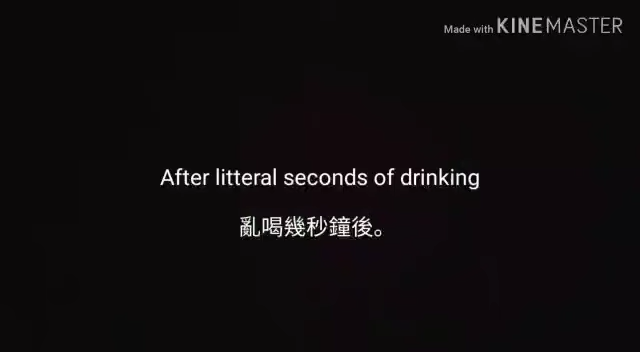 Made with KINEMASTER
After litteral seconds of drinking
亂喝幾秒鐘後。